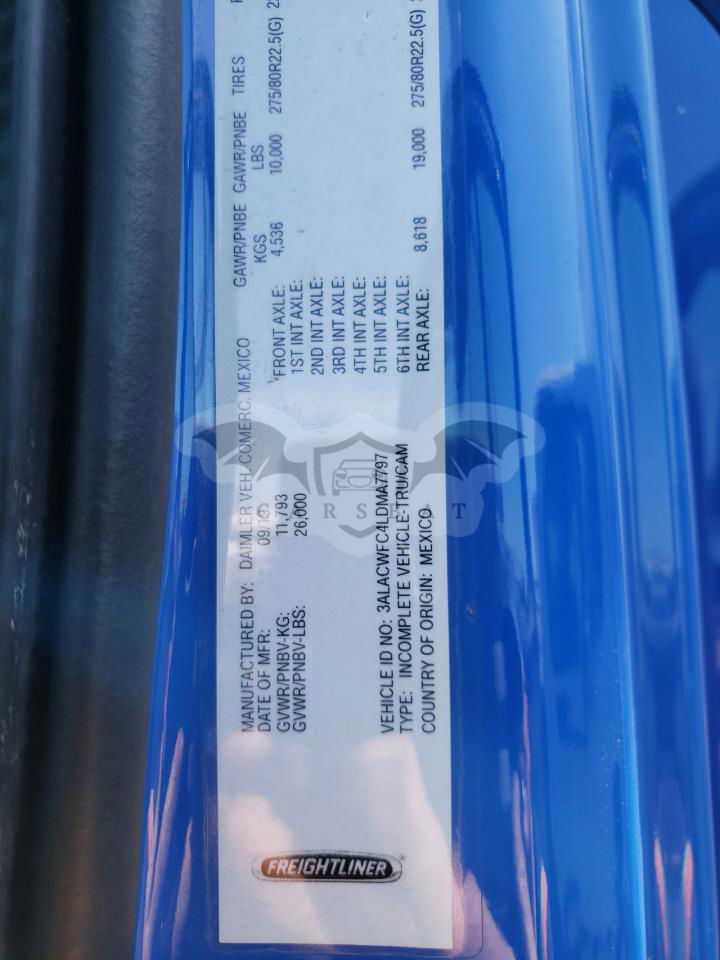 GAWR/PNBE GAWR/PNBE TIRES
MANUFACTURED BY: DAIMLER VEH. COMERC. MEXICO KGS LBS
DATE OF MFR: FRONT AXLE: 4,536 10,000 275/80R22.5(G)
GVWR/PNBV-KG: 11,793 1ST INT AXLE:
GVWR/PNBV-LBS: 26,000 2ND INT AXLE:
3RD INT AXLE:
4TH INT AXLE:
VEHICLE ID NO: 3ALACWFC4LDMA7797 5TH INT AXLE:
TYPE: INCOMPLETE VEHICLE-TRU/CAM 6TH INT AXLE:
COUNTRY OF ORIGIN: MEXICO REAR AXLE: 8,618 19,000 275/80R22.5(G)
FREIGHTLINER